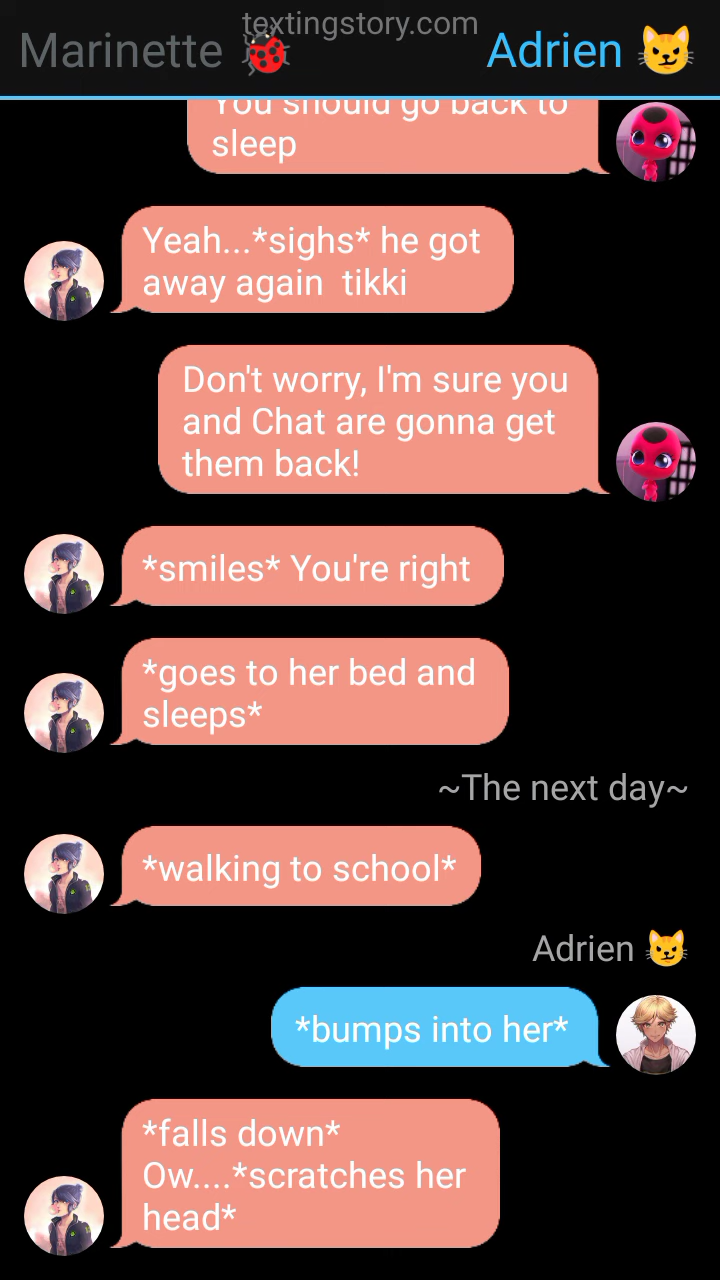 textingstory.com
Marinette 🐞
Adrien 😼
You should go back to
sleep
Yeah...*sighs* he got
away again  tikki
Don't worry, I'm sure you
and Chat are gonna get
them back!
*smiles* You're right
*goes to her bed and
sleeps*
~The next day~
*walking to school*
Adrien 😼
*bumps into her*
*falls down*
Ow....*scratches her
head*